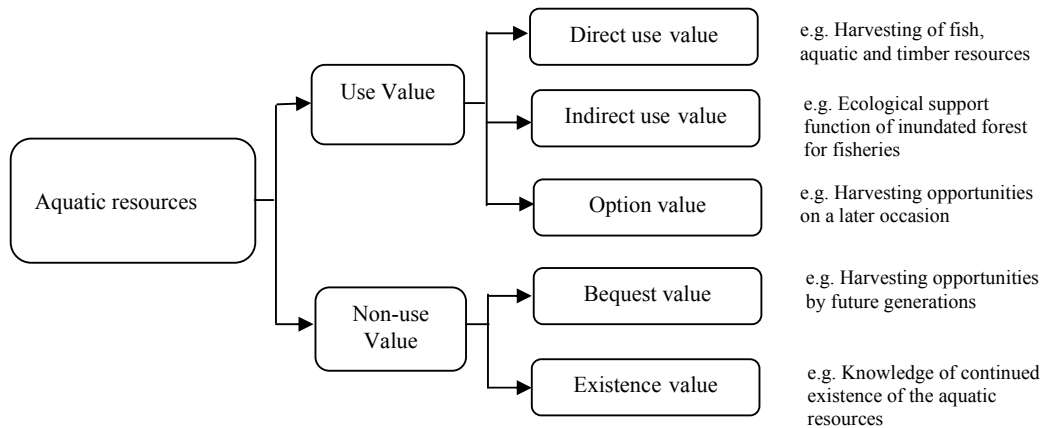 Aquatic resources
Use Value
Direct use value
e.g. Harvesting of fish,
aquatic and timber resources
Indirect use value
e.g. Ecological support
function of inundated forest
for fisheries
Option value
e.g. Harvesting opportunities
on a later occasion
Non-use
Value
Bequest value
e.g. Harvesting opportunities
by future generations
Existence value
e.g. Knowledge of continued
existence of the aquatic
resources